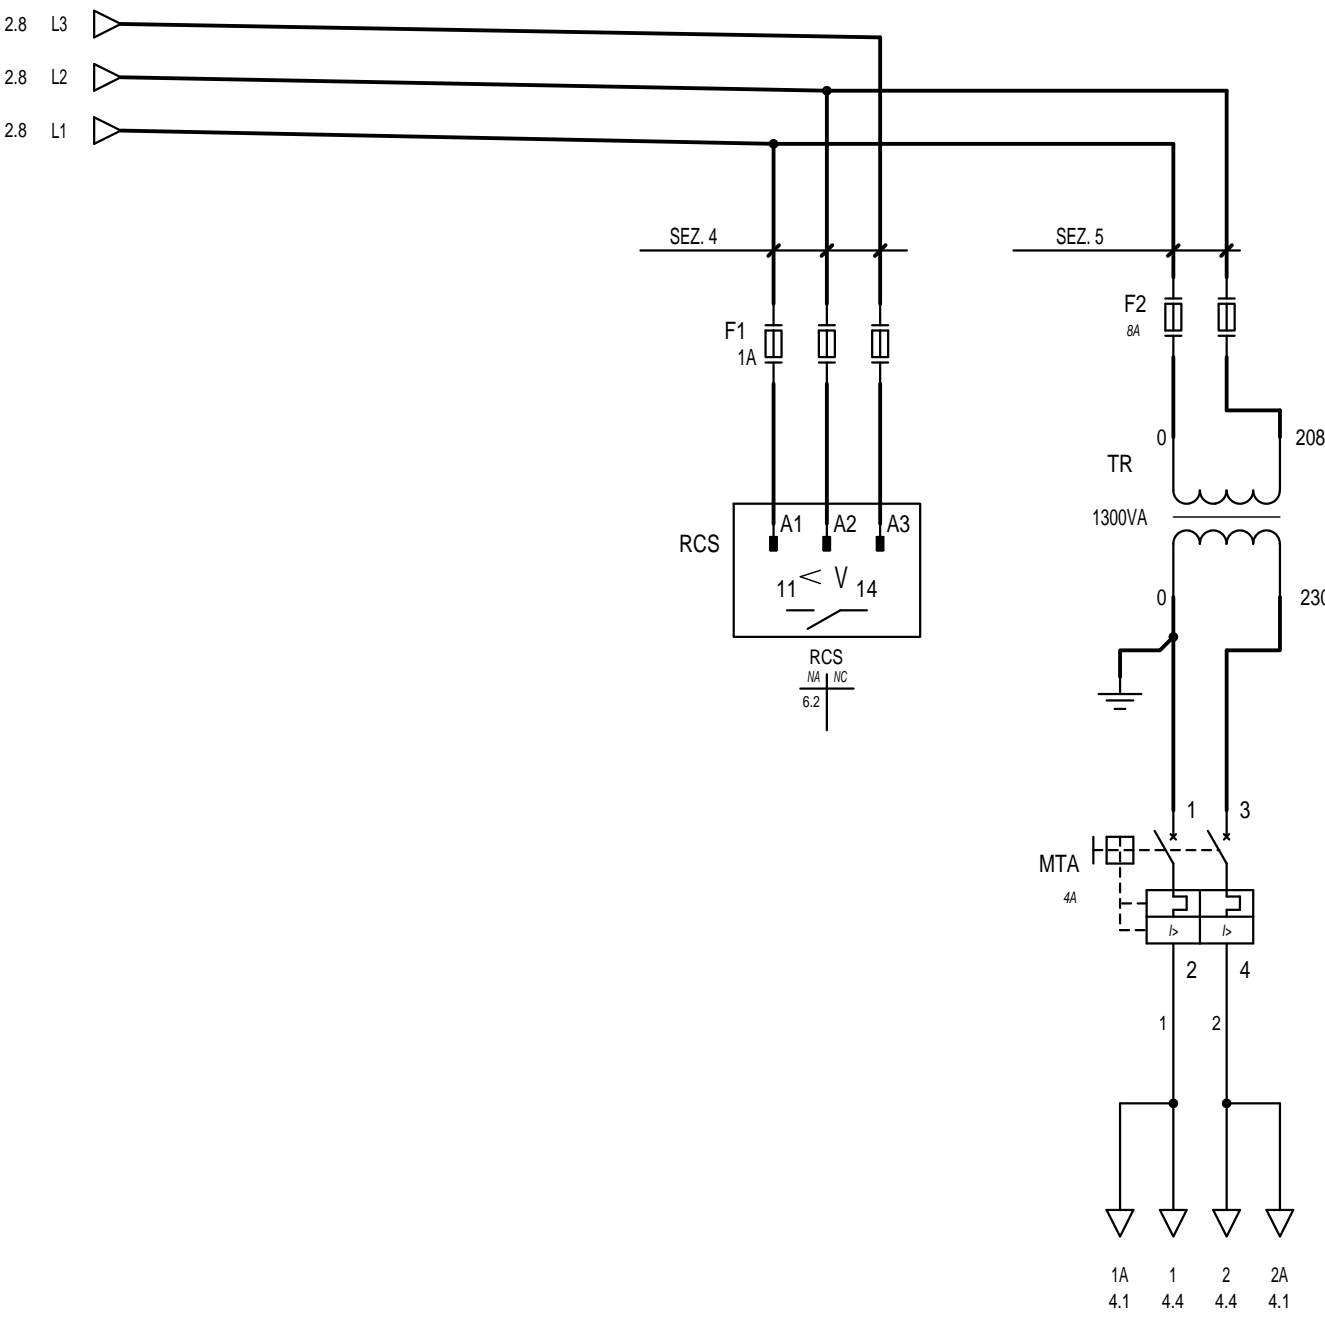 2.8 L3
2.8 L2
2.8 L1
SEZ. 4
SEZ. 5
F1
1A
F2
8A
0
208
TR
1300VA
0
230
RCS
A1
A2
A3
< V
11
14
RCS
NA NC
6.2
1
3
MTA
4A
I>
I>
2
4
1
2
1A 1 2 2A
4.1 4.4 4.4 4.1